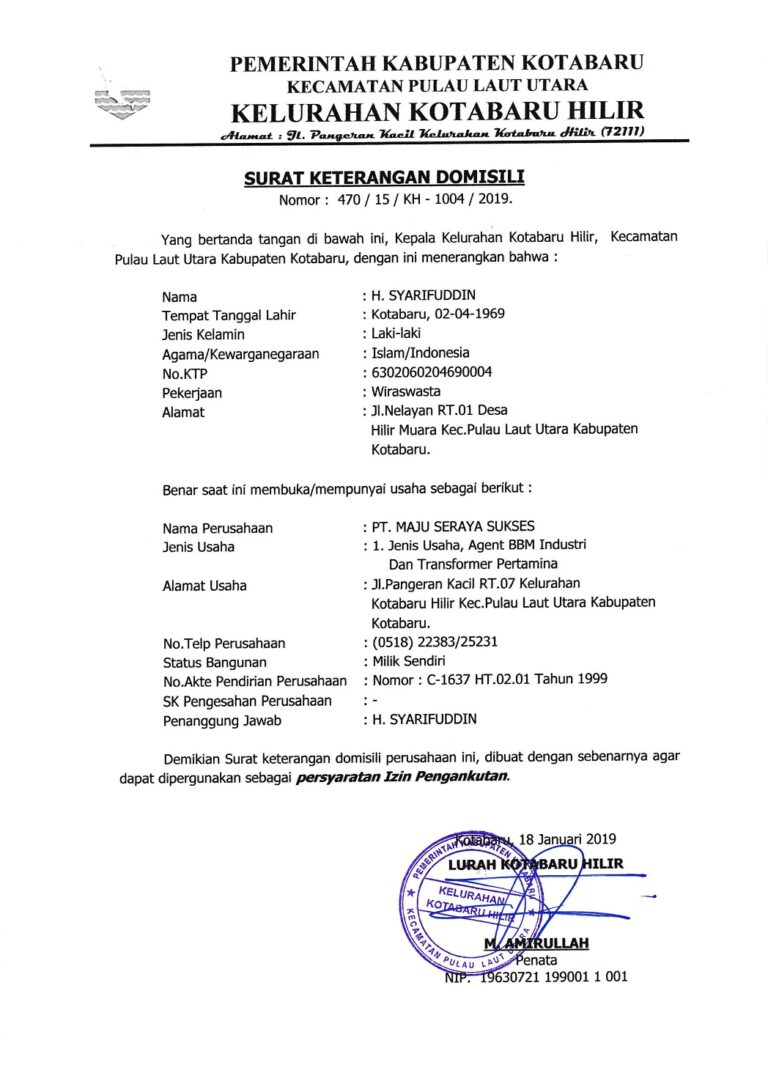 PEMERINTAH KABUPATEN KOTABARU
KECAMATAN PULAU LAUT UTARA
KELURAHAN KOTABARU HILIR
Alamat : Jl. Pangeran Kacil Kelurahan Kotabaru Hilir (72111)
SURAT KETERANGAN DOMISILI
Nomor : 470 / 15 / KH - 1004 / 2019.
Yang bertanda tangan di bawah ini, Kepala Kelurahan Kotabaru Hilir, Kecamatan
Pulau Laut Utara Kabupaten Kotabaru, dengan ini menerangkan bahwa :
Nama : H. SYARIFUDDIN
Tempat Tanggal Lahir : Kotabaru, 02-04-1969
Jenis Kelamin : Laki-laki
Agama/Kewarganegaraan : Islam/Indonesia
No.KTP : 6302060204690004
Pekerjaan : Wiraswasta
Alamat : Jl.Nelayan RT.01 Desa
Hilir Muara Kec.Pulau Laut Utara Kabupaten
Kotabaru.
Benar saat ini membuka/mempunyai usaha sebagai berikut :
Nama Perusahaan : PT. MAJU SERAYA SUKSES
Jenis Usaha : 1. Jenis Usaha, Agent BBM Industri
Dan Transformer Pertamina
Alamat Usaha : Jl.Pangeran Kacil RT.07 Kelurahan
Kotabaru Hilir Kec.Pulau Laut Utara Kabupaten
Kotabaru.
No.Telp Perusahaan : (0518) 22383/25231
Status Bangunan : Milik Sendiri
No.Akte Pendirian Perusahaan : Nomor : C-1637 HT.02.01 Tahun 1999
SK Pengesahan Perusahaan : -
Penanggung Jawab : H. SYARIFUDDIN
Demikian Surat keterangan domisili perusahaan ini, dibuat dengan sebenarnya agar
dapat dipergunakan sebagai persyaratan Izin Pengankutan.
Kotabaru, 18 Januari 2019
LURAH KOTABARU HILIR
PEMERINTAH KABUPATEN KOTABARU
KELURAHAN
KOTABARU HILIR
KECAMATAN PULAU LAUT UTARA
M. AMIRULLAH
Penata
NIP. 19630721 199001 1 001